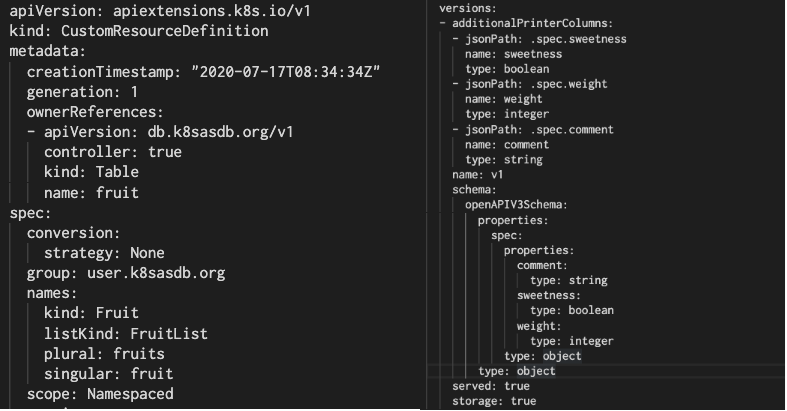 apiVersion: apiextensions.k8s.io/v1
kind: CustomResourceDefinition
metadata:
  creationTimestamp: "2020-07-17T08:34:34Z"
  generation: 1
  ownerReferences:
  - apiVersion: db.k8sasdb.org/v1
    controller: true
    kind: Table
    name: fruit
spec:
  conversion:
    strategy: None
  group: user.k8sasdb.org
  names:
    kind: Fruit
    listKind: FruitList
    plural: fruits
    singular: fruit
  scope: Namespaced
versions:
- additionalPrinterColumns:
  - jsonPath: .spec.sweetness
    name: sweetness
    type: boolean
  - jsonPath: .spec.weight
    name: weight
    type: integer
  - jsonPath: .spec.comment
    name: comment
    type: string
  name: v1
  schema:
    openAPIV3Schema:
      properties:
        spec:
          properties:
            comment:
              type: string
            sweetness:
              type: boolean
            weight:
              type: integer
          type: object
      type: object
  served: true
  storage: true